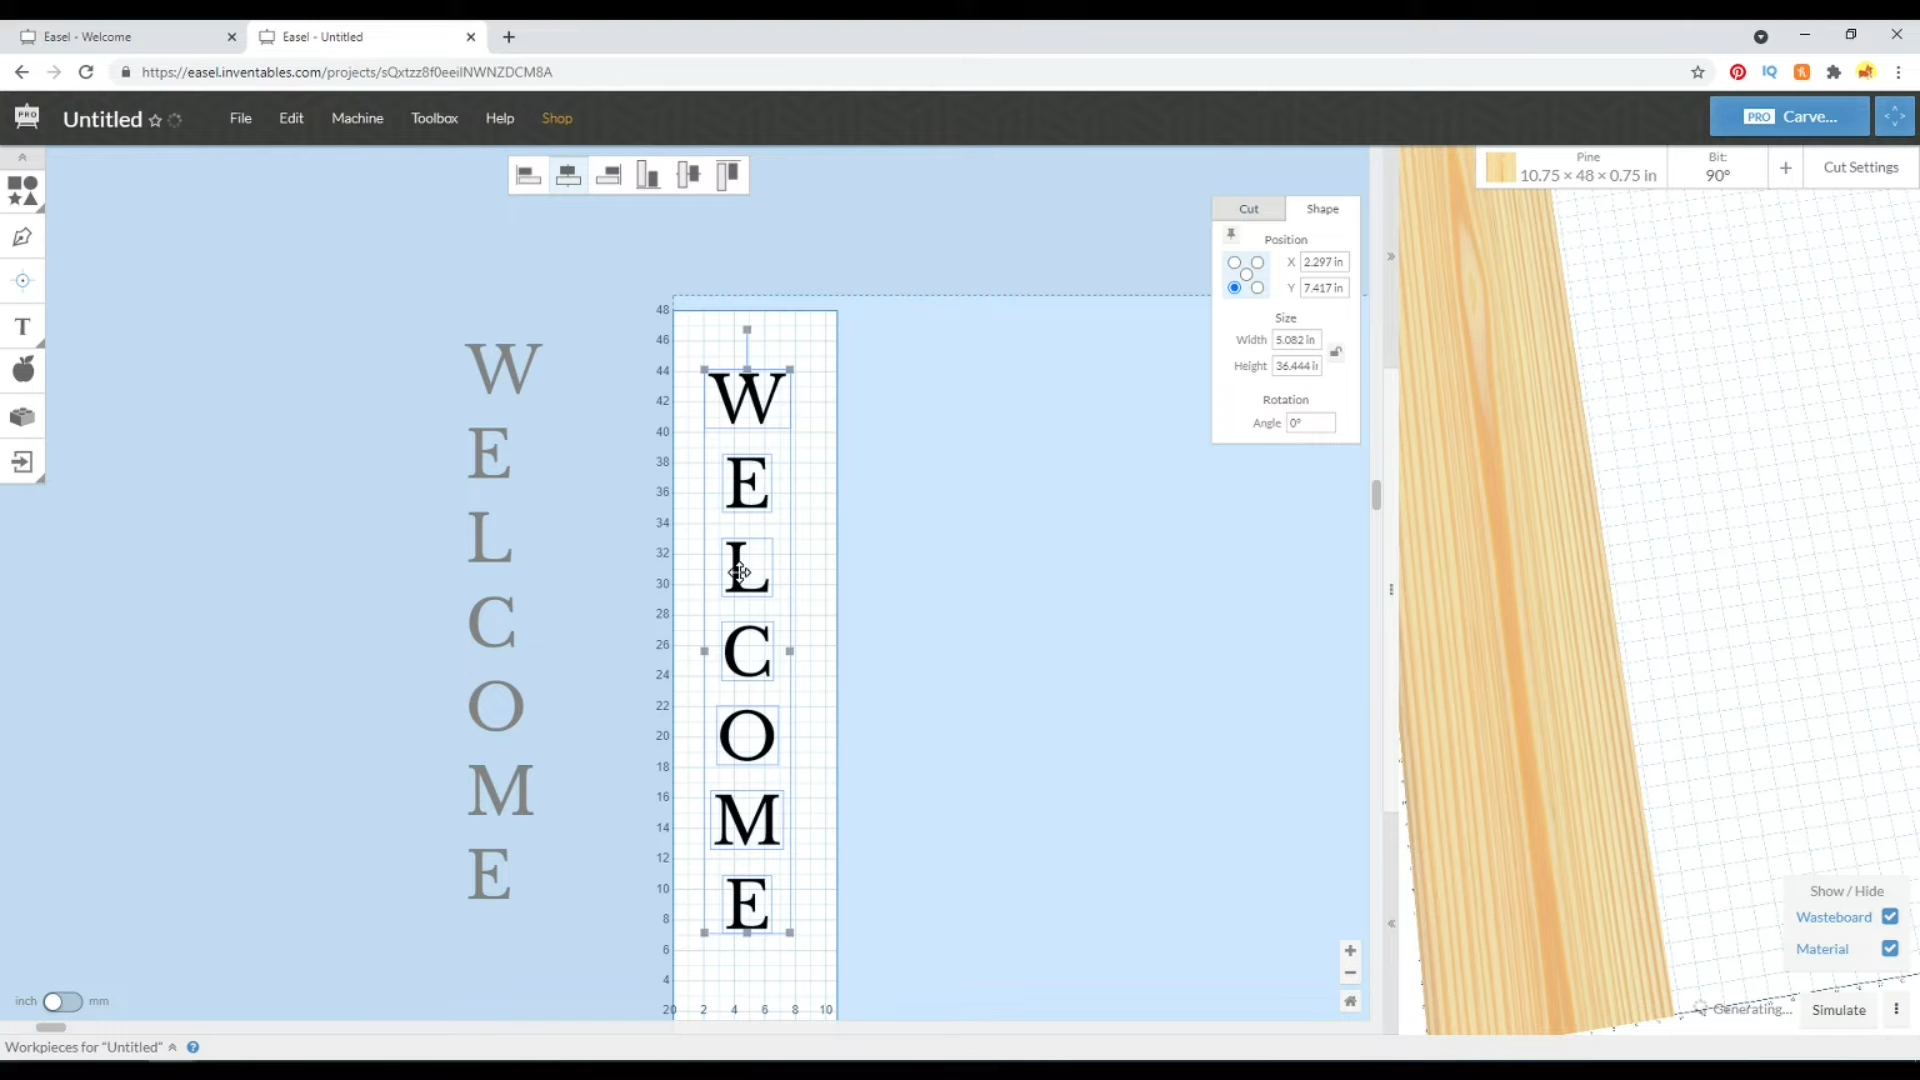 Easel - Welcome
Easel - Untitled
https://easel.inventables.com/projects/sQxtzz8f0eeiINWNZDCM8A
PRO
Untitled
File Edit Machine Toolbox Help Shop
PRO Carve...
Pine
10.75 × 48 × 0.75 in
Bit:
90°
Cut Settings
Cut Shape
Position
X 2.297 in
Y 7.417 in
Size
Width 5.082 in
Height 36.444 in
Rotation
Angle 0°
T
W
E
L
C
O
M
E
48
46
44
42
40
38
36
34
32
30
28
26
24
22
20
18
16
14
12
10
8
6
4
20 2 4 6 8 10
W
E
L
C
O
M
E
Show / Hide
Wasteboard
Material
Generating...
Simulate
inch mm
Workpieces for "Untitled"